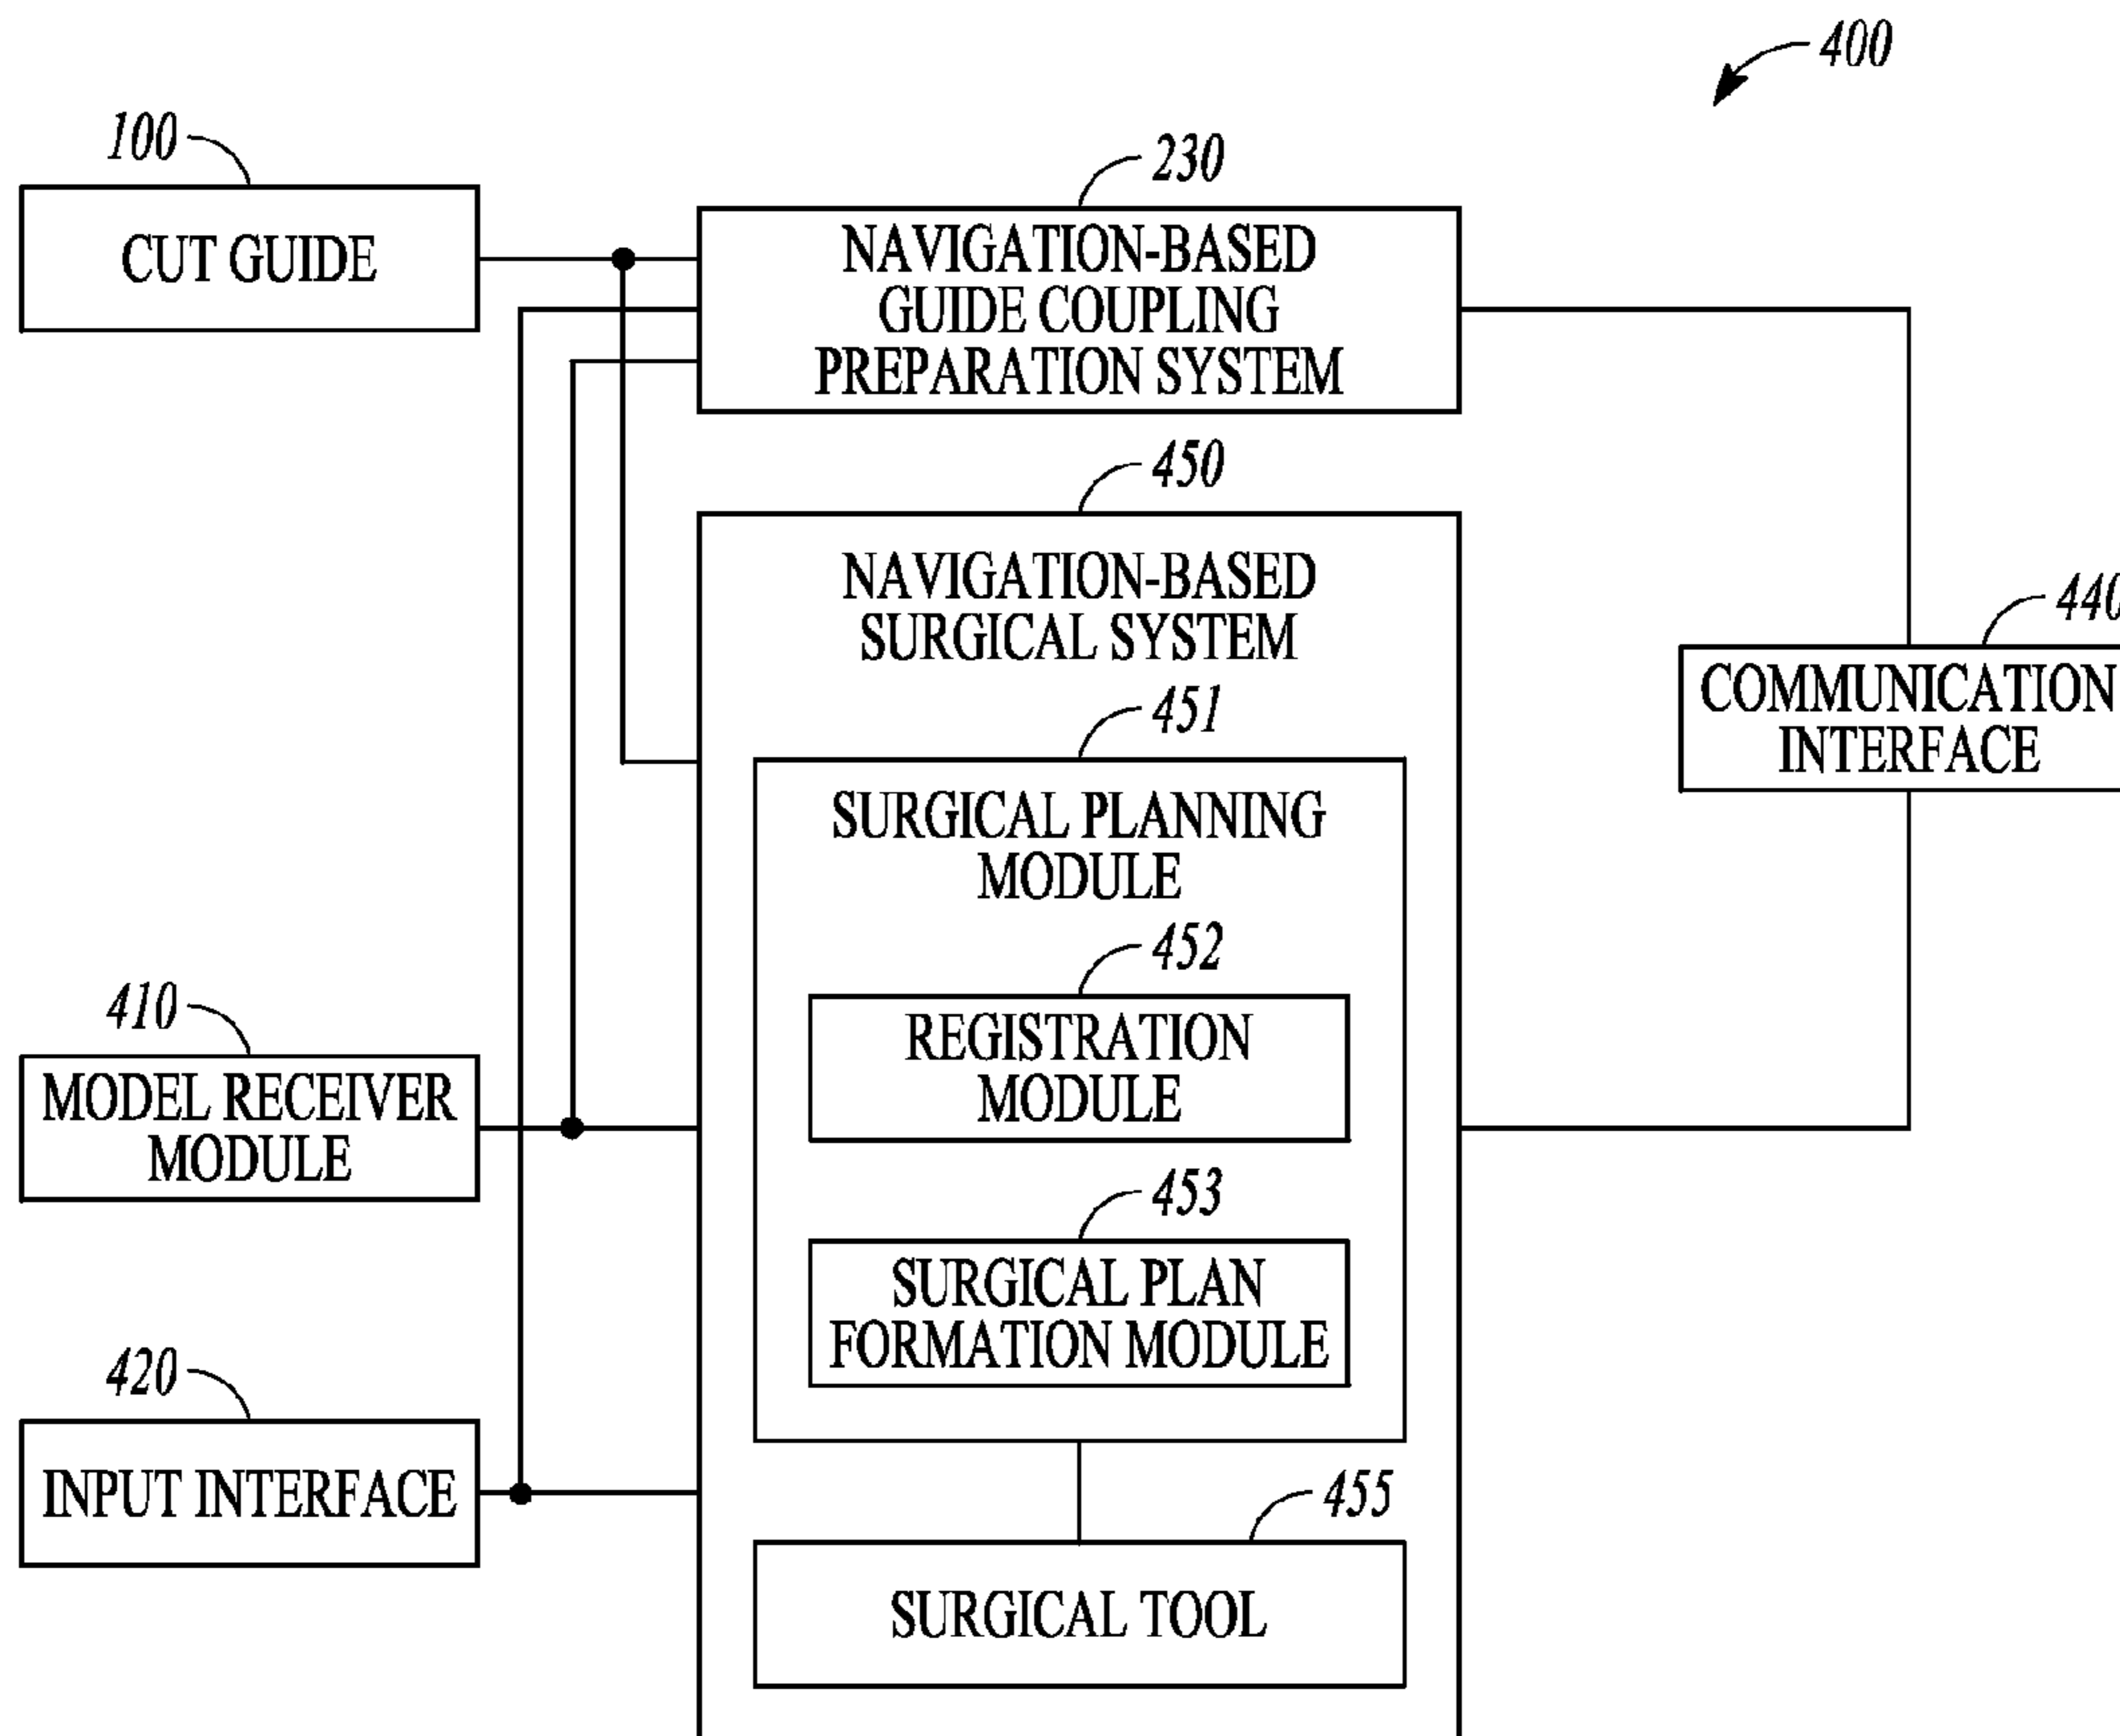 400
100
CUT GUIDE
230
NAVIGATION-BASED
GUIDE COUPLING
PREPARATION SYSTEM
450
NAVIGATION-BASED
SURGICAL SYSTEM
440
COMMUNICATION
INTERFACE
451
SURGICAL PLANNING
MODULE
452
REGISTRATION
MODULE
410
MODEL RECEIVER
MODULE
453
SURGICAL PLAN
FORMATION MODULE
420
INPUT INTERFACE
455
SURGICAL TOOL